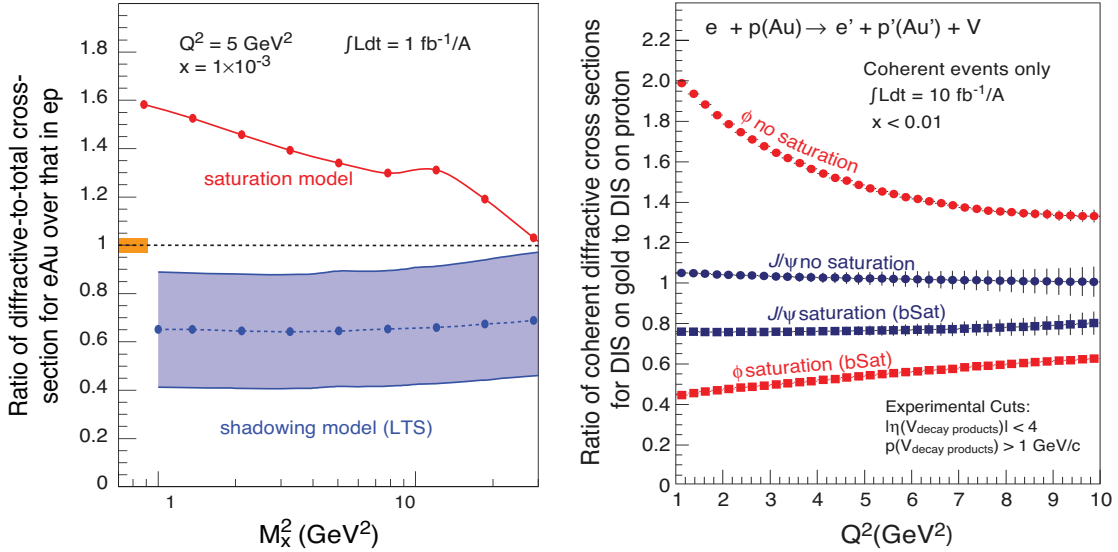 Ratio of diffractive-to-total cross-
section for eAu over that in ep
1.8
1.6
1.4
1.2
1
0.8
0.6
0.4
0.2
0
Q² = 5 GeV²
∫Ldt = 1 fb⁻¹/A
x = 1×10⁻³
saturation model
shadowing model (LTS)
1
10
Mₓ² (GeV²)
Ratio of coherent diffractive cross sections
for DIS on gold to DIS on proton
2.2
2.0
1.8
1.6
1.4
1.2
1
0.8
0.6
0.4
0.2
0
e + p(Au) → e' + p'(Au') + V
Coherent events only
∫Ldt = 10 fb⁻¹/A
x < 0.01
ϕ no saturation
J/ψ no saturation
J/ψ saturation (bSat)
ϕ saturation (bSat)
Experimental Cuts:
|η(V decay products)| < 4
p(V decay products) > 1 GeV/c
1 2 3 4 5 6 7 8 9 10
Q² (GeV²)